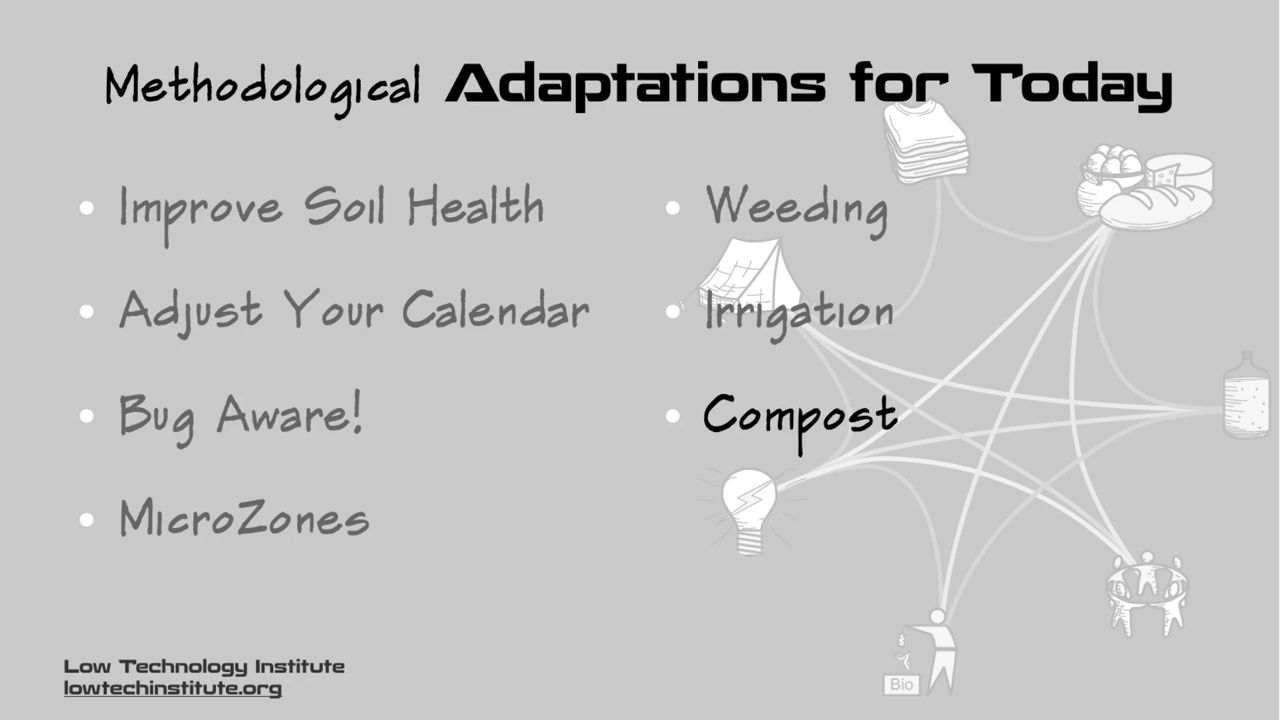 Methodological Adaptations for Today
• Improve Soil Health
• Adjust Your Calendar
• Bug Aware!
• MicroZones
• Weeding
• Irrigation
• Compost
Bio
Low Technology Institute
lowtechinstitute.org